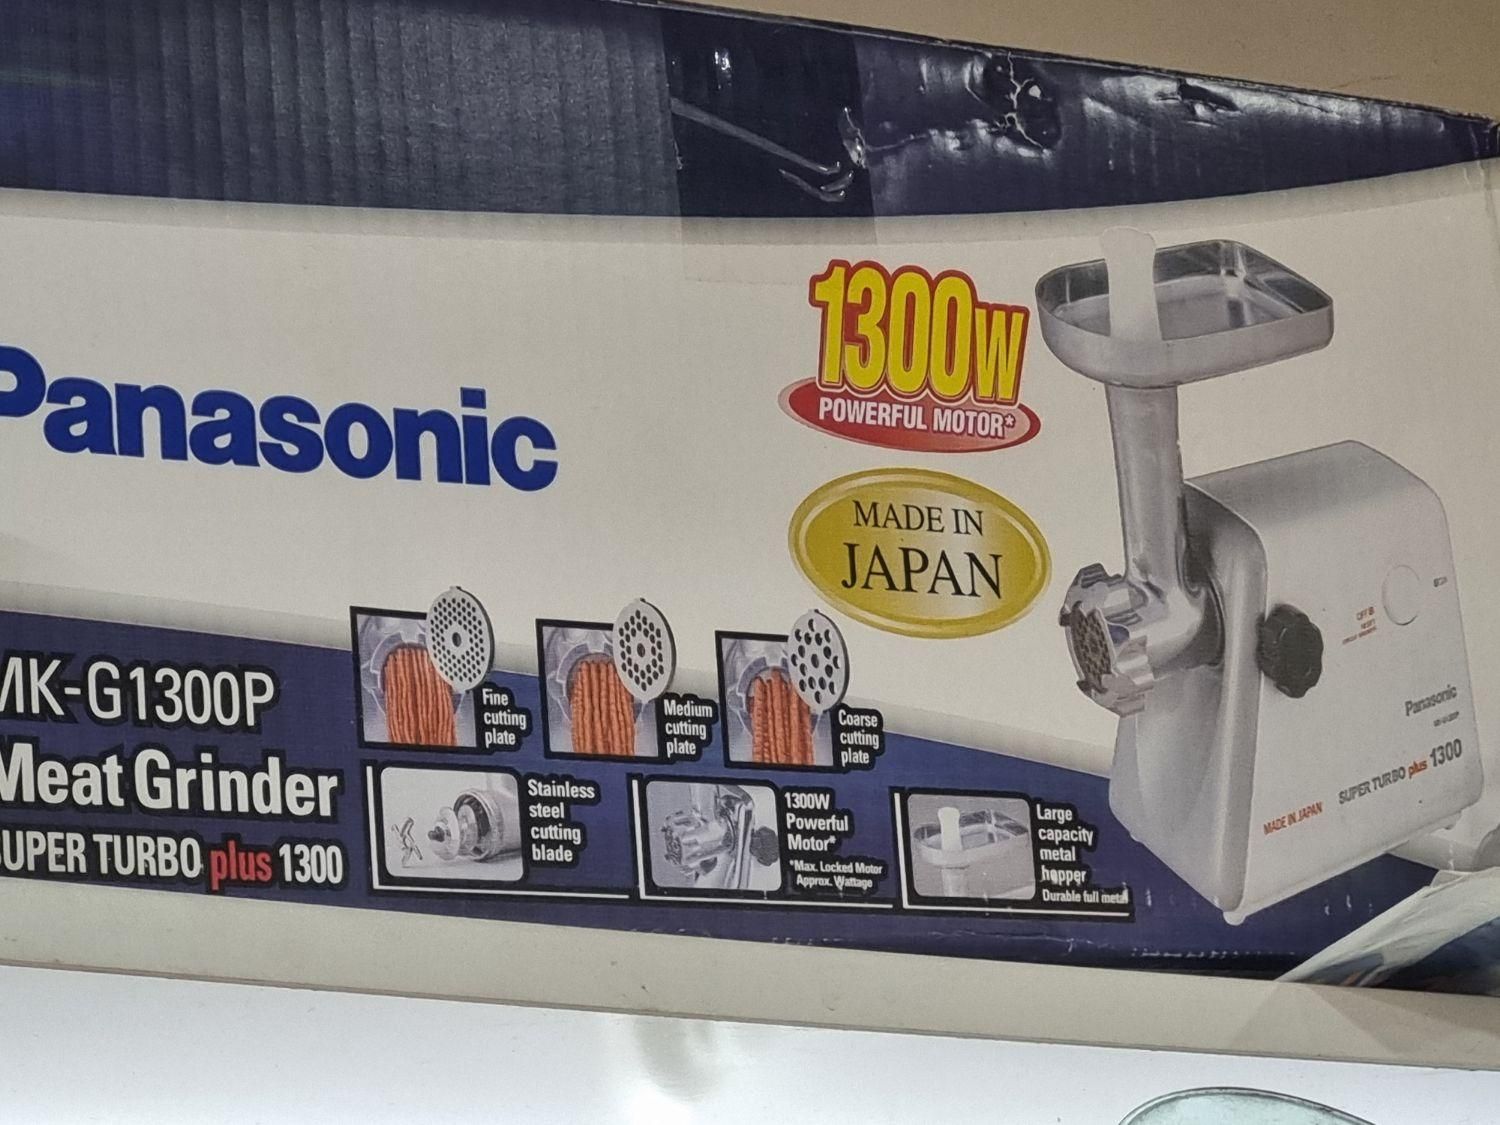 Panasonic
1300W
POWERFUL MOTOR*
MADE IN
JAPAN
MK-G1300P
Meat Grinder
SUPER TURBO plus 1300
Fine
cutting
plate
Medium
cutting
plate
Coarse
cutting
plate
Stainless
steel
cutting
blade
1300W
Powerful
Motor*
*Max. Locked Motor
Approx. Wattage
Large
capacity
metal
hopper
Durable full metal
Panasonic
SUPER TURBO plus 1300
MADE IN JAPAN